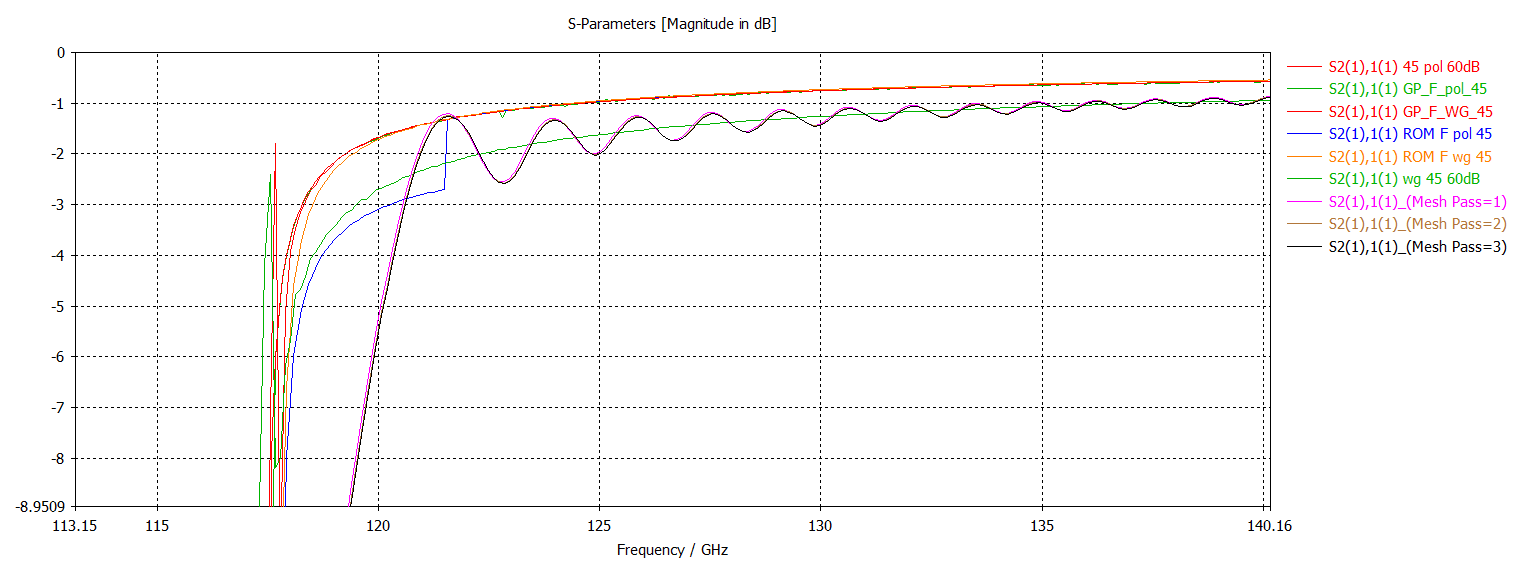 S-Parameters [Magnitude in dB]
0
-1
-2
-3
-4
-5
-6
-7
-8
-8.9509
113.15
115
120
125
130
135
140.16
Frequency / GHz
S2(1),1(1) 45 pol 60dB
S2(1),1(1) GP_F_pol_45
S2(1),1(1) GP_F_WG_45
S2(1),1(1) ROM F pol 45
S2(1),1(1) ROM F wg 45
S2(1),1(1) wg 45 60dB
S2(1),1(1)_(Mesh Pass=1)
S2(1),1(1)_(Mesh Pass=2)
S2(1),1(1)_(Mesh Pass=3)